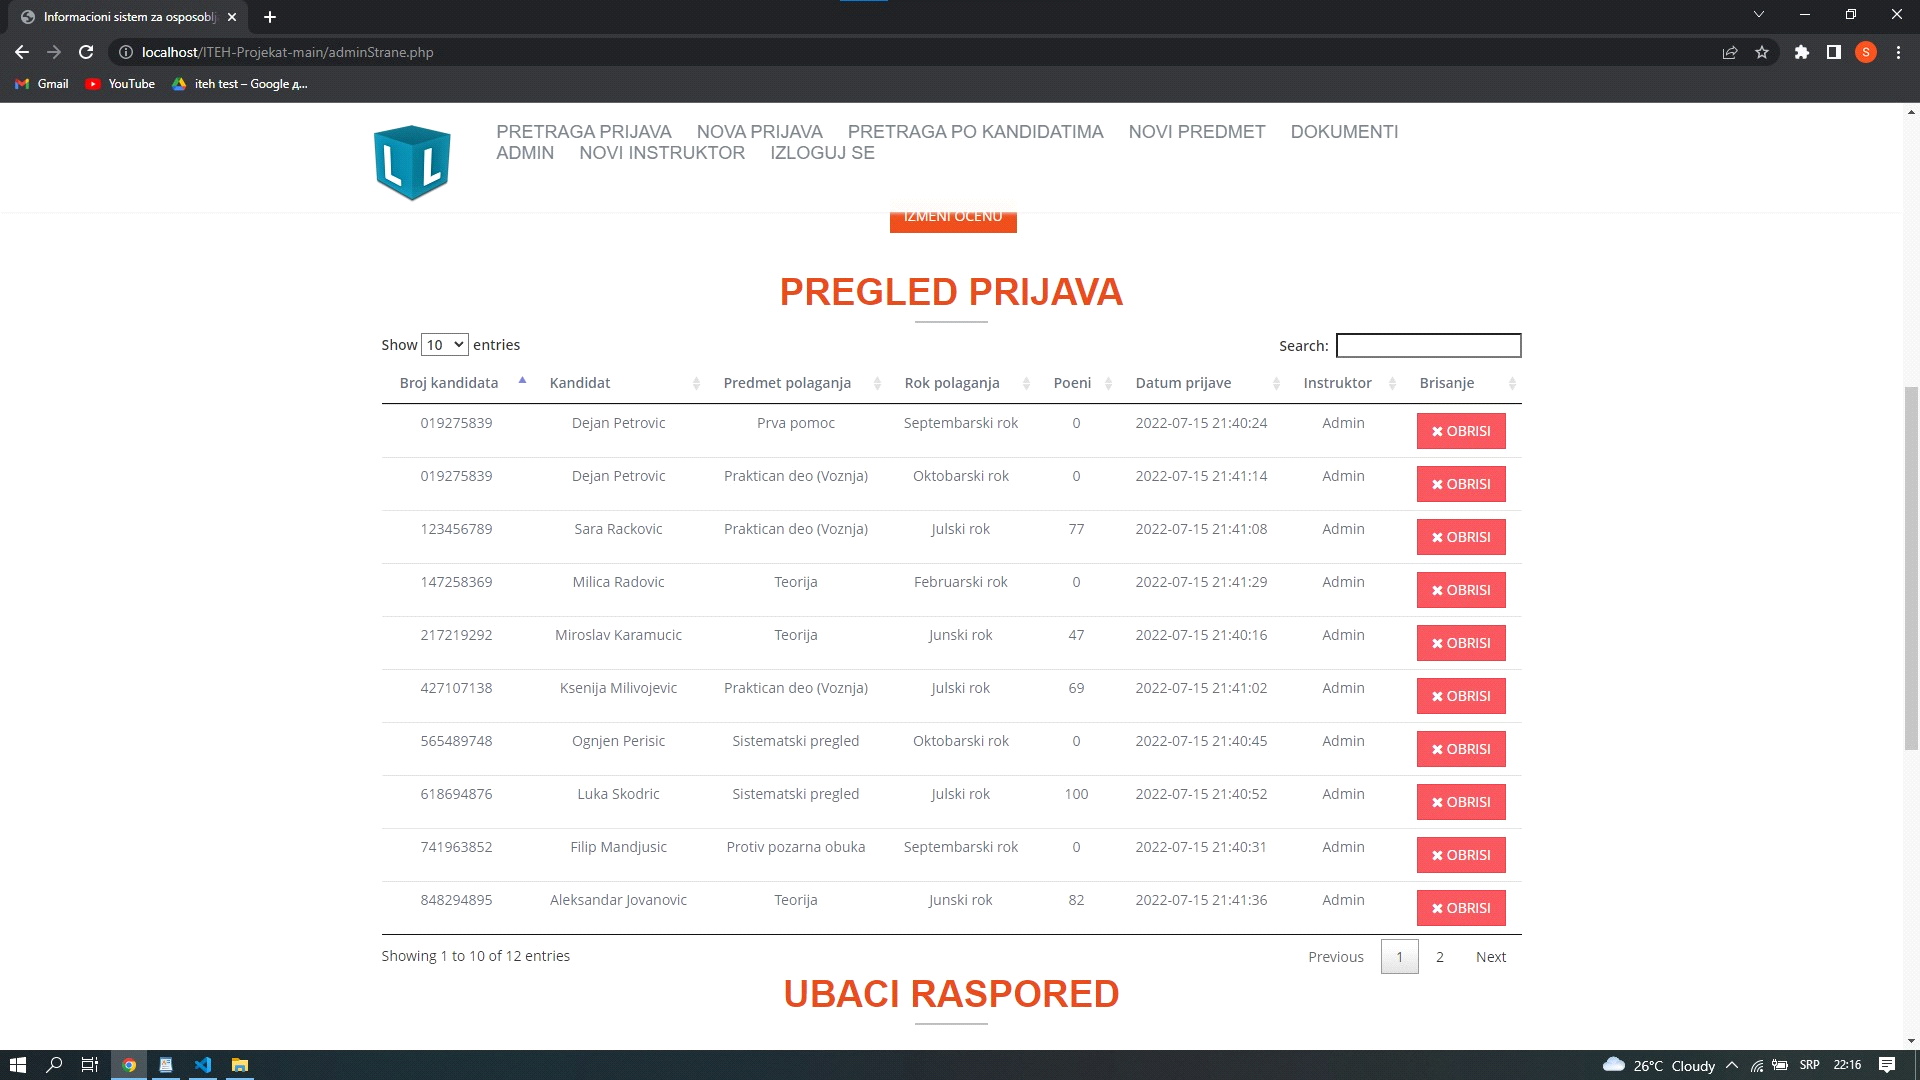 Informacioni sistem za osposoblj
localhost/ITEH-Projekat-main/adminStrane.php
S
Gmail YouTube iteh test – Google д...
LL
PRETRAGA PRIJAVA NOVA PRIJAVA PRETRAGA PO KANDIDATIMA NOVI PREDMET DOKUMENTI
ADMIN NOVI INSTRUKTOR IZLOGUJ SE
IZMENI OCENU
PREGLED PRIJAVA
Show 10 entries Search:
Broj kandidata Kandidat Predmet polaganja Rok polaganja Poeni Datum prijave Instruktor Brisanje
019275839 Dejan Petrovic Prva pomoc Septembarski rok 0 2022-07-15 21:40:24 Admin ✖ OBRISI
019275839 Dejan Petrovic Praktican deo (Voznja) Oktobarski rok 0 2022-07-15 21:41:14 Admin ✖ OBRISI
123456789 Sara Rackovic Praktican deo (Voznja) Julski rok 77 2022-07-15 21:41:08 Admin ✖ OBRISI
147258369 Milica Radovic Teorija Februarski rok 0 2022-07-15 21:41:29 Admin ✖ OBRISI
217219292 Miroslav Karamucic Teorija Junski rok 47 2022-07-15 21:40:16 Admin ✖ OBRISI
427107138 Ksenija Milivojevic Praktican deo (Voznja) Julski rok 69 2022-07-15 21:41:02 Admin ✖ OBRISI
565489748 Ognjen Perisic Sistematski pregled Oktobarski rok 0 2022-07-15 21:40:45 Admin ✖ OBRISI
618694876 Luka Skodric Sistematski pregled Julski rok 100 2022-07-15 21:40:52 Admin ✖ OBRISI
741963852 Filip Mandjusic Protiv pozarna obuka Septembarski rok 0 2022-07-15 21:40:31 Admin ✖ OBRISI
848294895 Aleksandar Jovanovic Teorija Junski rok 82 2022-07-15 21:41:36 Admin ✖ OBRISI
Showing 1 to 10 of 12 entries Previous 1 2 Next
UBACI RASPORED
26°C Cloudy SRP 22:16